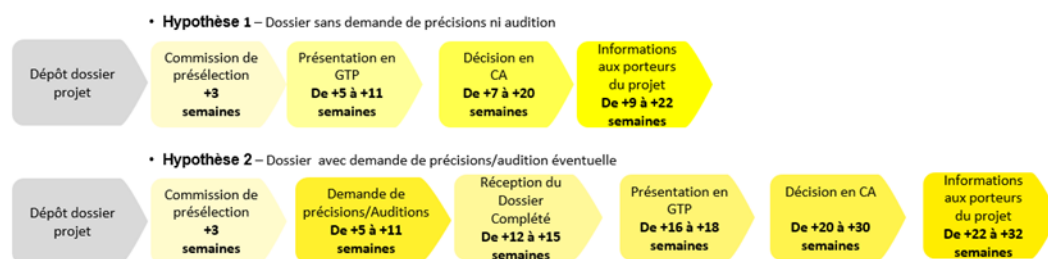 • Hypothèse 1 – Dossier sans demande de précisions ni audition
Dépôt dossier
projet
Commission de
présélection
+3
semaines
Présentation en
GTP
De +5 à +11
semaines
Décision en
CA
De +7 à +20
semaines
Informations
aux porteurs
du projet
De +9 à +22
semaines
• Hypothèse 2 – Dossier avec demande de précisions/audition éventuelle
Dépôt dossier
projet
Commission de
présélection
+3
semaines
Demande de
précisions/Auditions
De +5 à +11
semaines
Réception du
Dossier
Complété
De +12 à +15
semaines
Présentation en
GTP
De +16 à +18
semaines
Décision en CA
De +20 à +30
semaines
Informations
aux porteurs
du projet
De +22 à +32
semaines